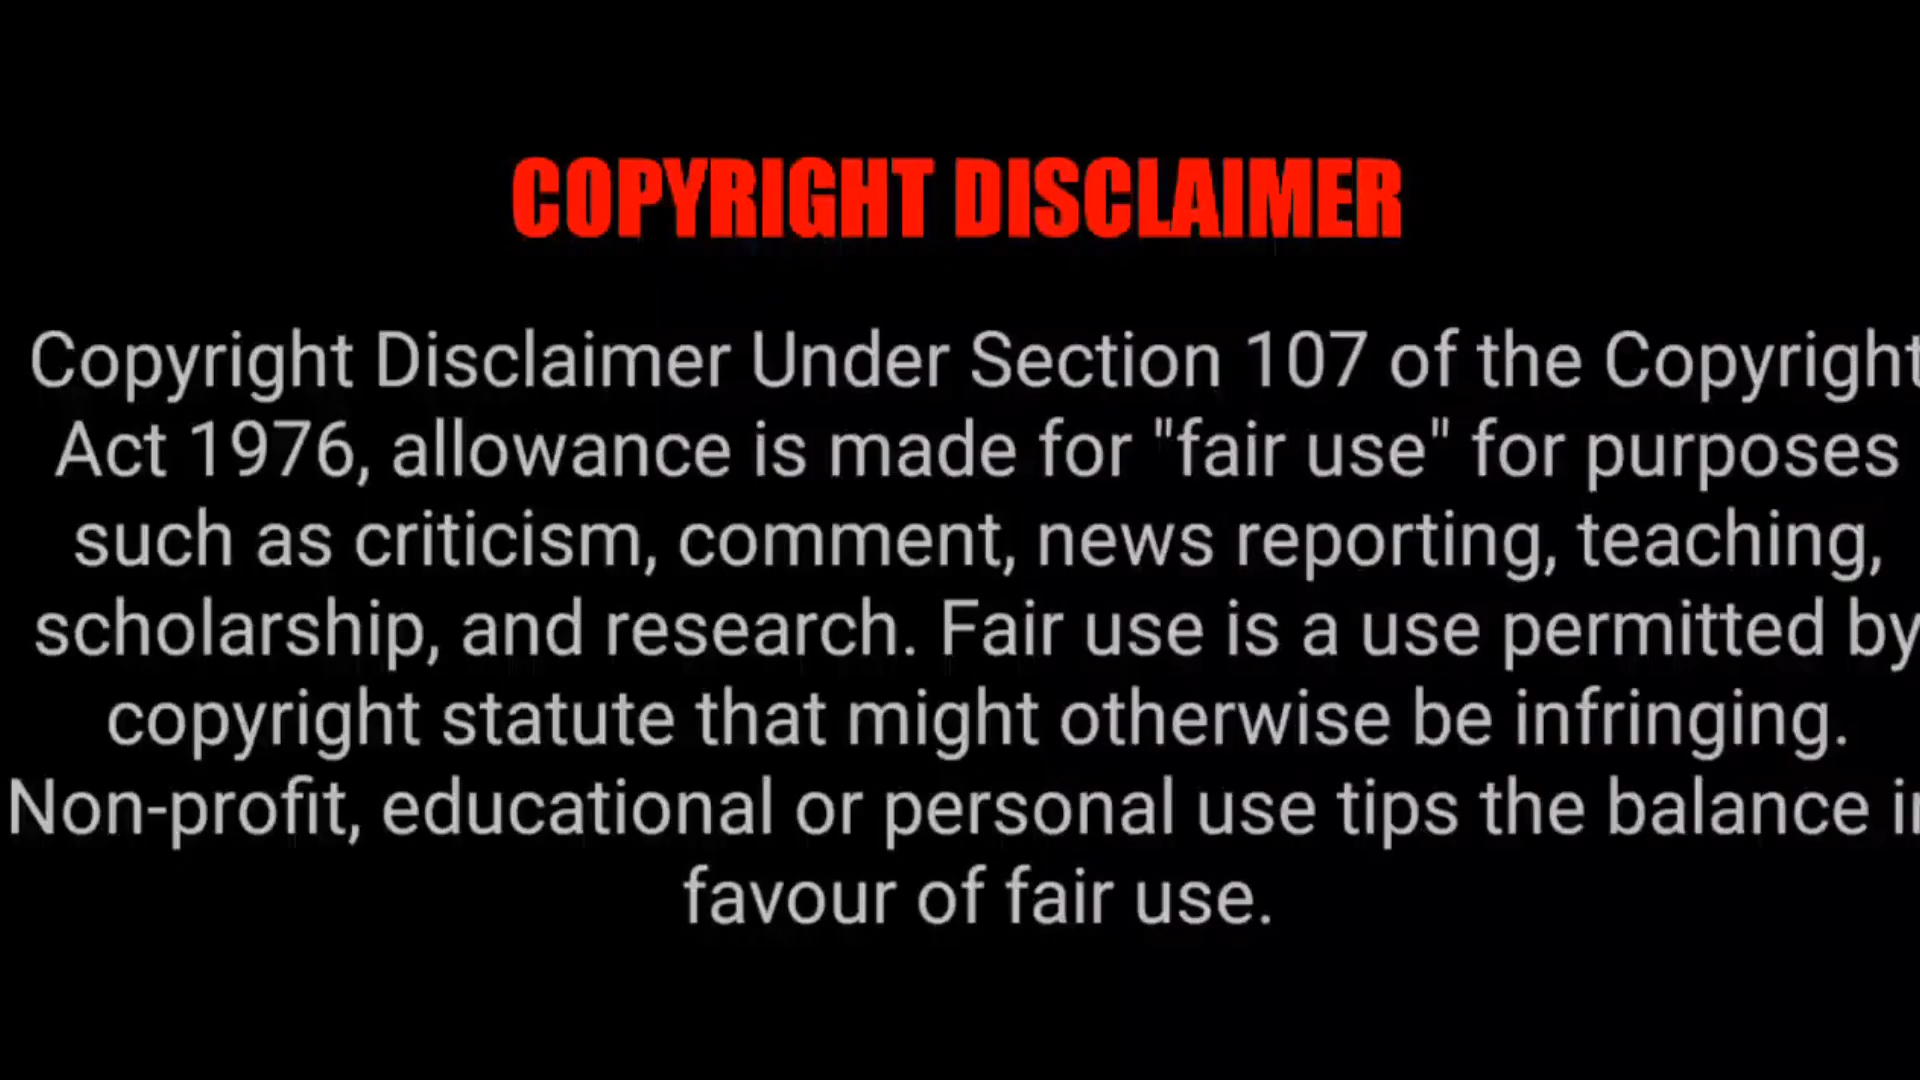 COPYRIGHT DISCLAIMER
Copyright Disclaimer Under Section 107 of the Copyright
Act 1976, allowance is made for "fair use" for purposes
such as criticism, comment, news reporting, teaching,
scholarship, and research. Fair use is a use permitted by
copyright statute that might otherwise be infringing.
Non-profit, educational or personal use tips the balance in
favour of fair use.